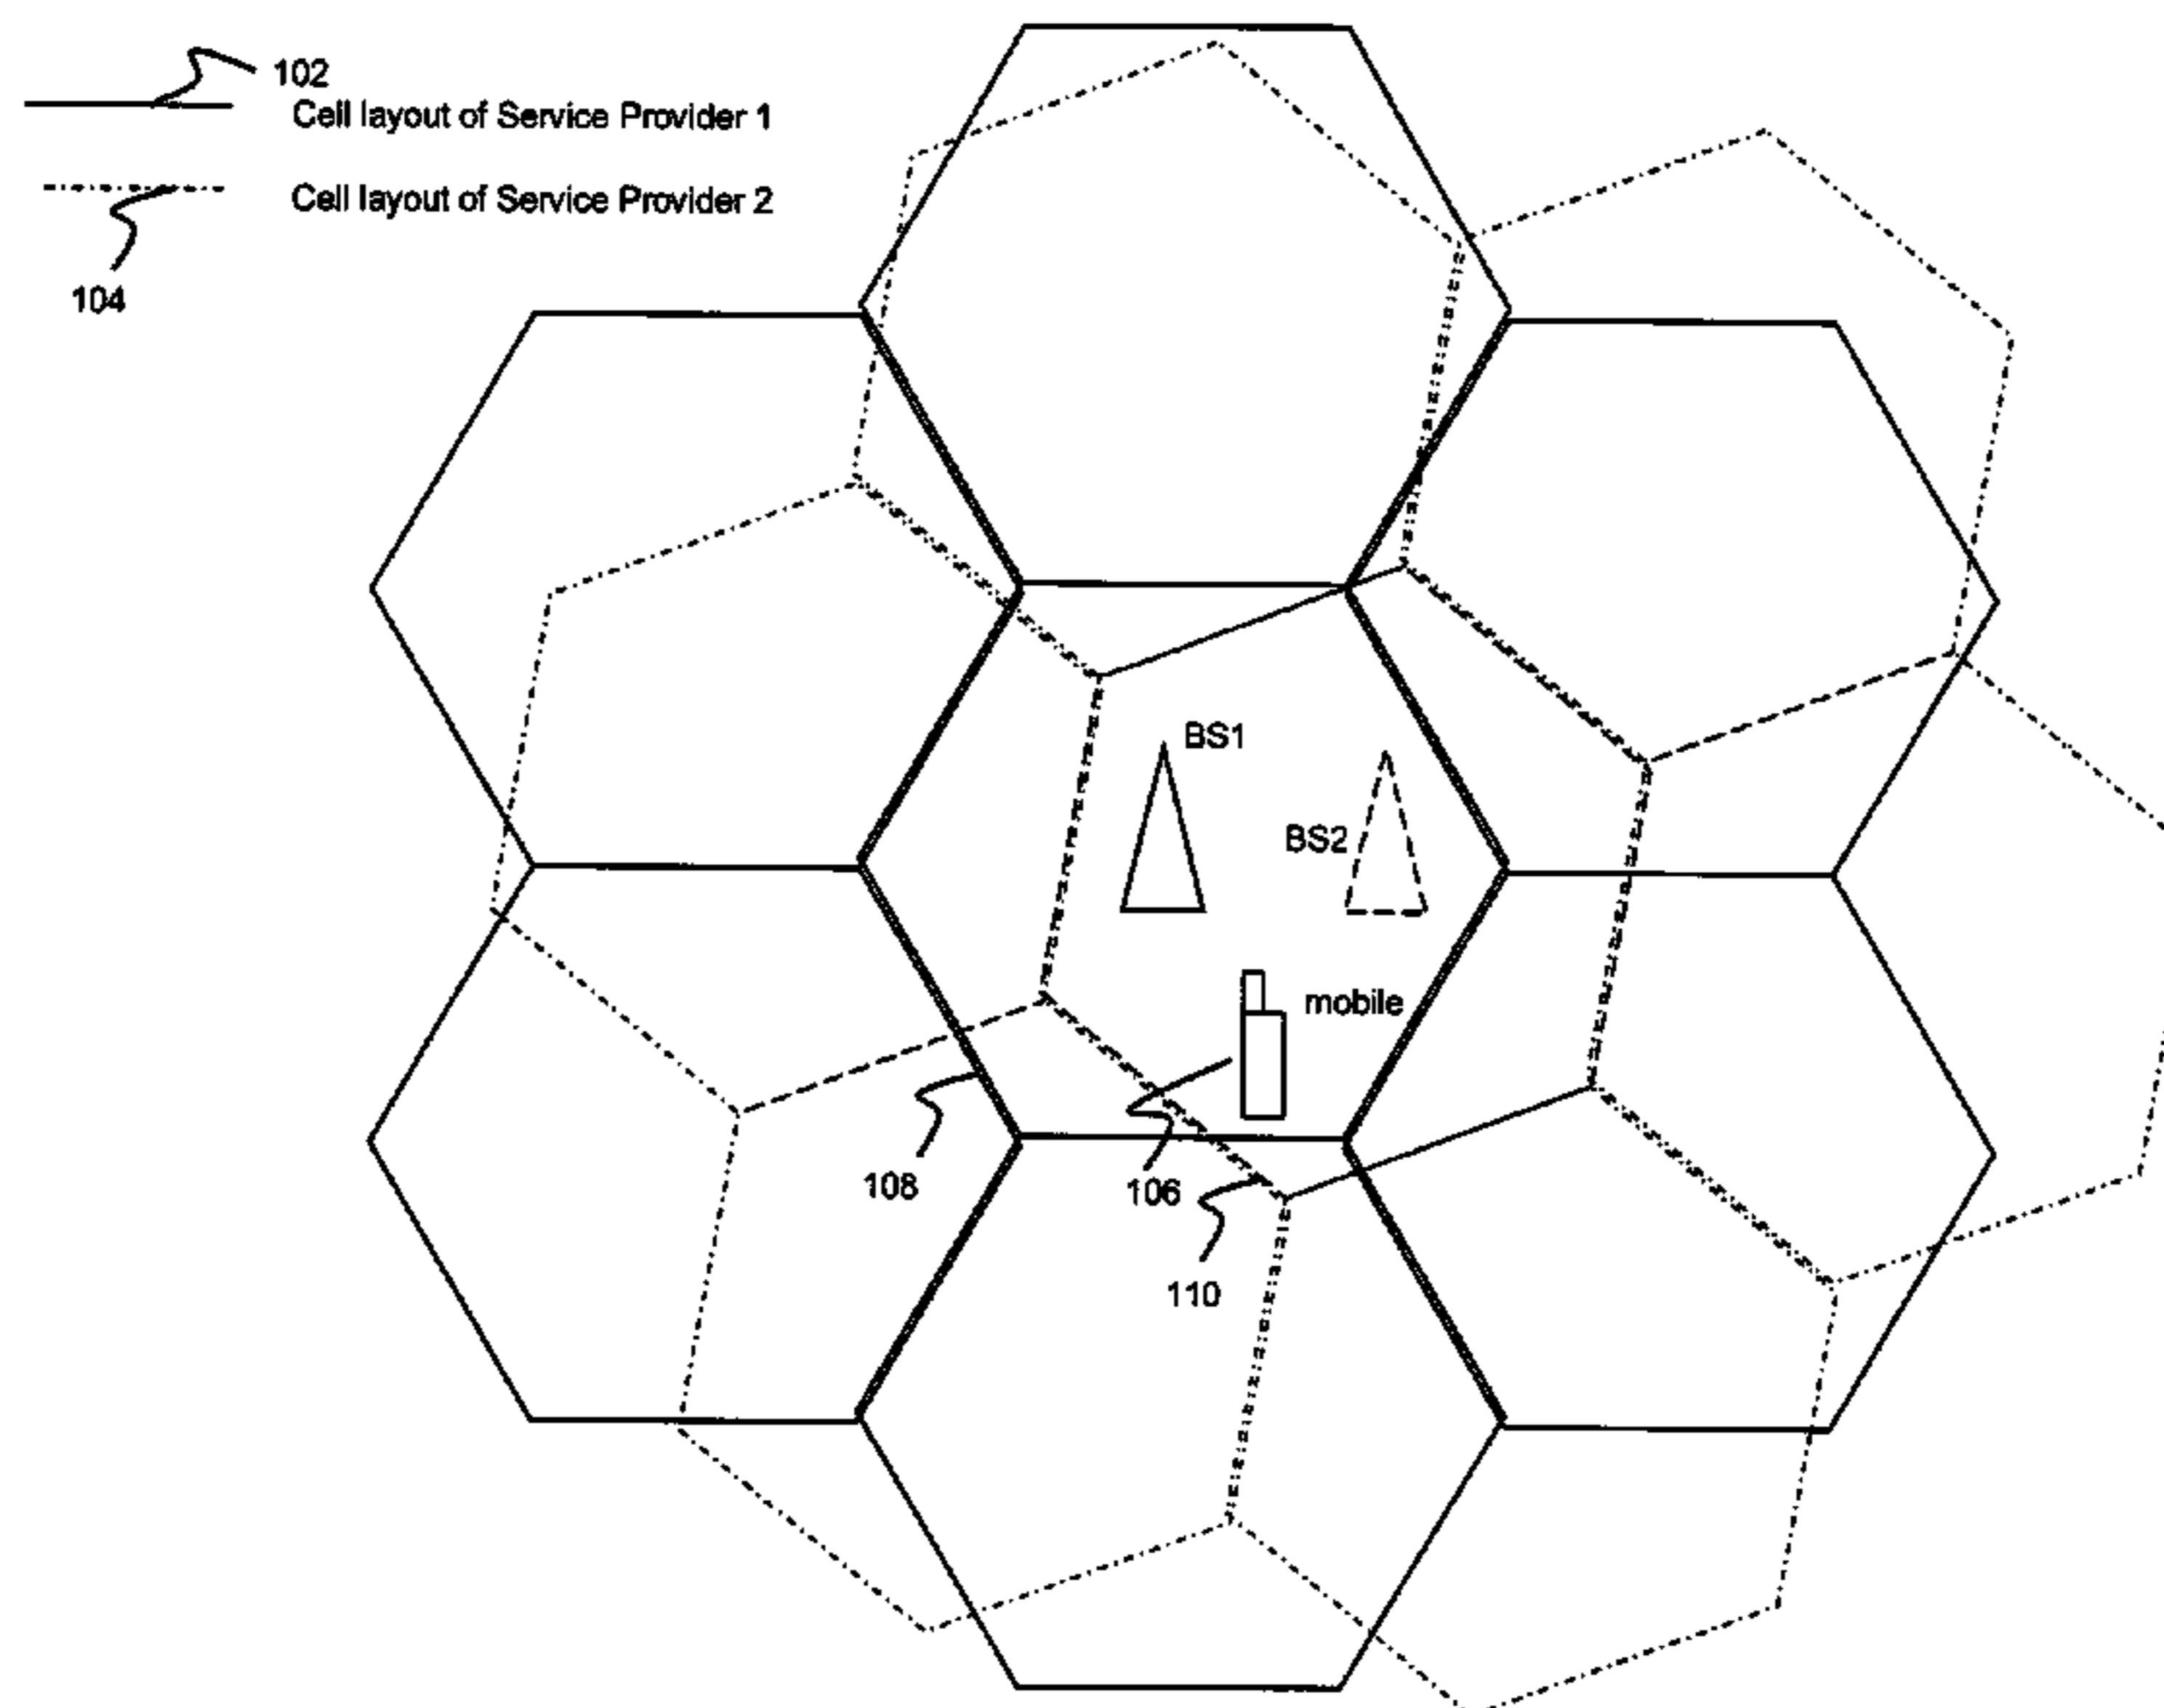 102
Cell layout of Service Provider 1
Cell layout of Service Provider 2
104
BS1
BS2
mobile
108
106
110